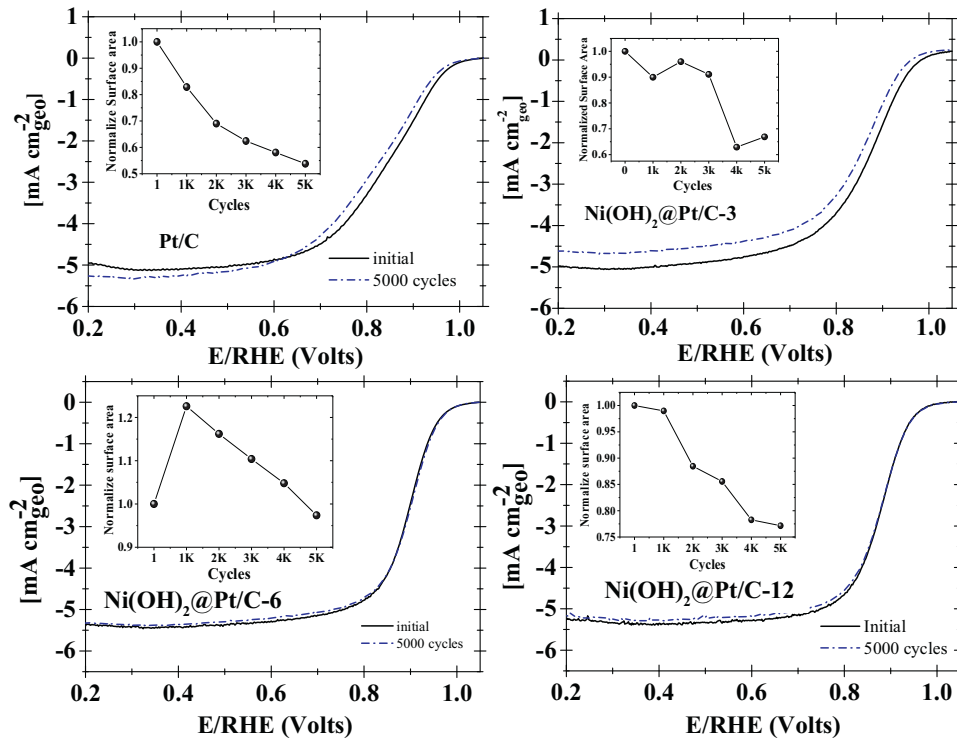 1
0
-1
-2
-3
-4
-5
-6
[mA cm-2geo]
0.2 0.4 0.6 0.8 1.0
E/RHE (Volts)
Pt/C
initial
5000 cycles
Normalize Surface area
1.0
0.9
0.8
0.7
0.6
0.5
1 1K 2K 3K 4K 5K
Cycles
1
0
-1
-2
-3
-4
-5
-6
[mA cm-2geo]
0.2 0.4 0.6 0.8 1.0
E/RHE (Volts)
Ni(OH)2@Pt/C-3
initial
5000 cycles
Normalized Surface Area
1.0
0.9
0.8
0.7
0.6
0 1k 2k 3k 4k 5k
Cycles
0
-1
-2
-3
-4
-5
-6
[mA cm-2geo]
0.2 0.4 0.6 0.8 1.0
E/RHE (Volts)
Ni(OH)2@Pt/C-6
initial
5000 cycles
Normalize surface area
1.2
1.1
1.0
0.9
1 1K 2K 3K 4K 5K
Cycles
0
-1
-2
-3
-4
-5
-6
[mA cm-2geo]
0.2 0.4 0.6 0.8 1.0
E/RHE (Volts)
Ni(OH)2@Pt/C-12
Initial
5000 cycles
Normalize surface area
1.00
0.95
0.90
0.85
0.80
0.75
1 1K 2K 3K 4K 5K
Cycles